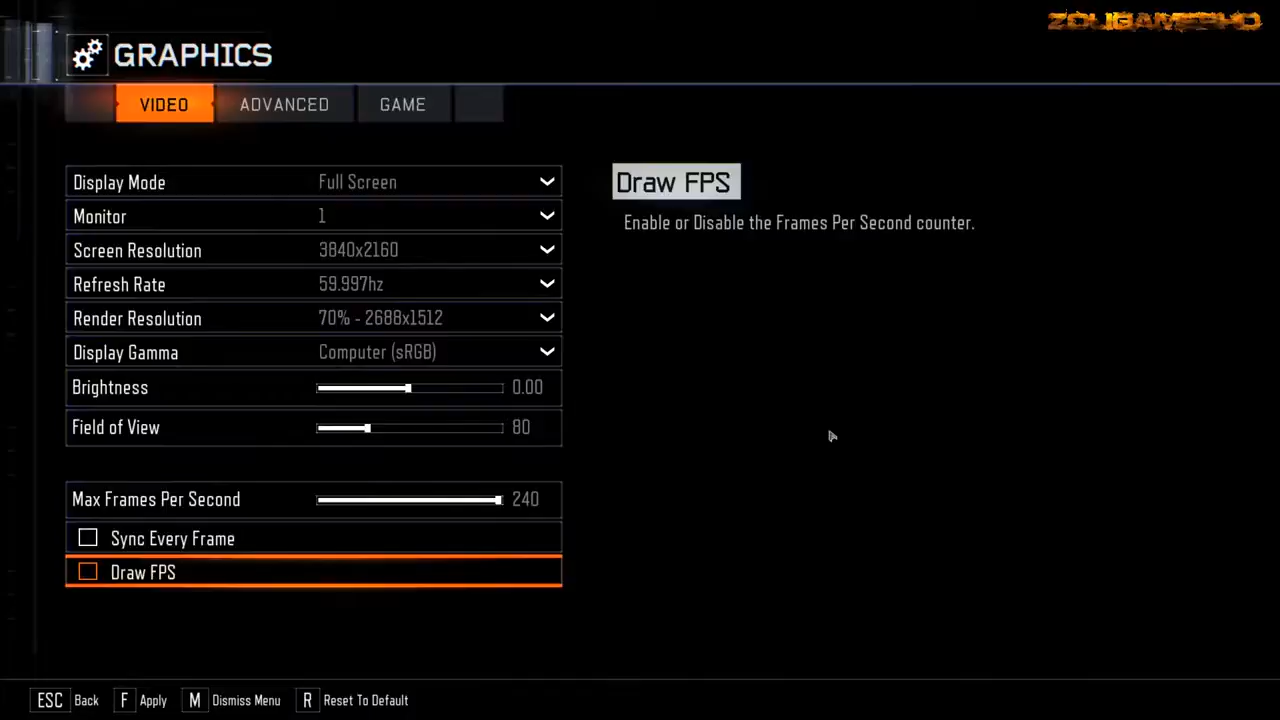 ZOUGAMEPHD
GRAPHICS
VIDEO ADVANCED GAME
Display Mode Full Screen
Monitor 1
Screen Resolution 3840x2160
Refresh Rate 59.997hz
Render Resolution 70% - 2688x1512
Display Gamma Computer (sRGB)
Brightness 0.00
Field of View 80
Max Frames Per Second 240
Sync Every Frame
Draw FPS
Draw FPS
Enable or Disable the Frames Per Second counter.
ESC Back F Apply M Dismiss Menu R Reset To Default